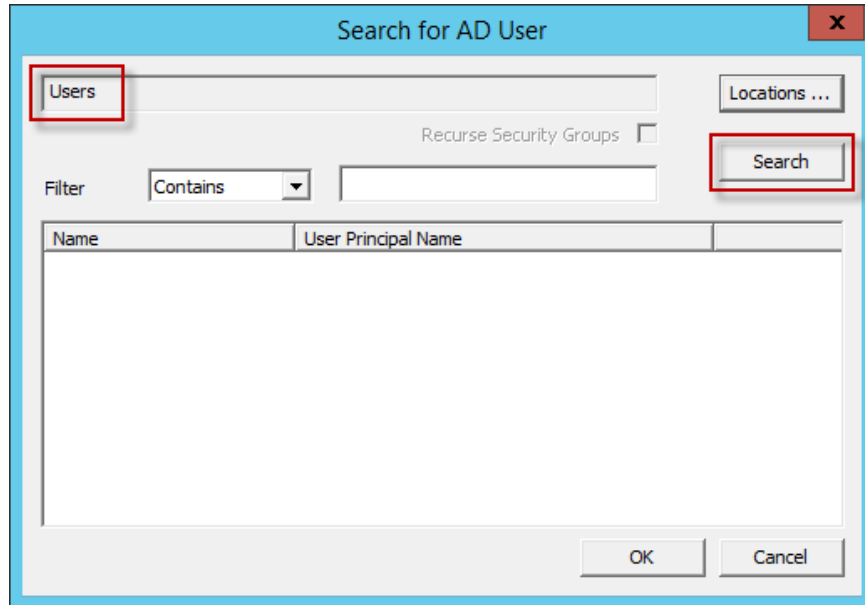 Search for AD User
x
Users
Locations ...
Recurse Security Groups
Search
Filter
Contains
Name
User Principal Name
OK
Cancel